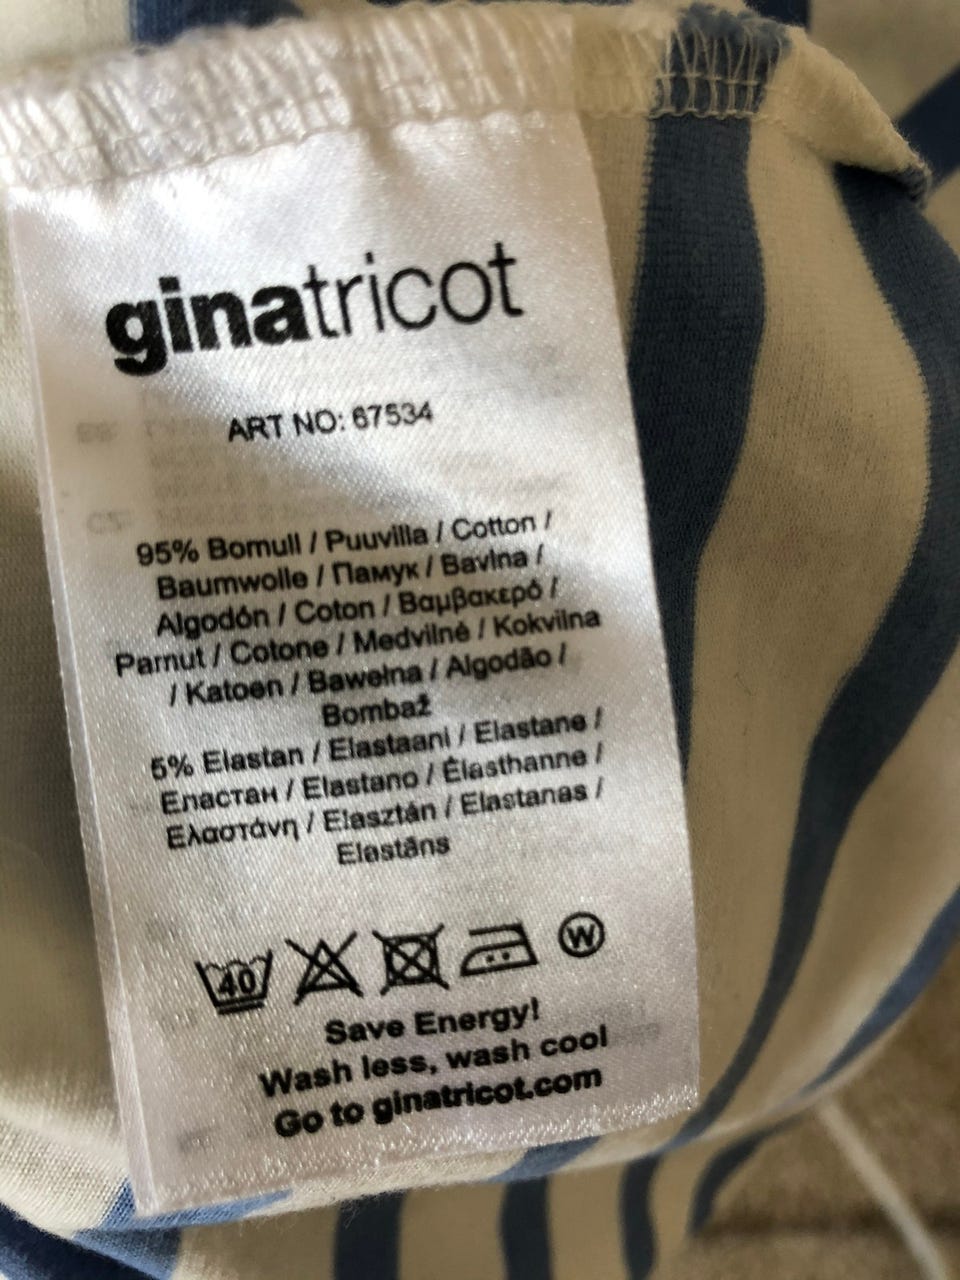 ginatricot
ART NO: 67534
95% Bomull / Puuvilla / Cotton /
Baumwolle / Памук / Bavlna /
Algodón / Coton / Βαμβακερό /
Pamut / Cotone / Medvilné / Kokvilna
/ Katoen / Bawełna / Algodão /
Bombaž
5% Elastan / Elastaani / Elastane /
Еластан / Elastano / Élasthanne /
Ελαστάνη / Elasztán / Elastanas /
Elastāns
40 W
Save Energy!
Wash less, wash cool
Go to ginatricot.com